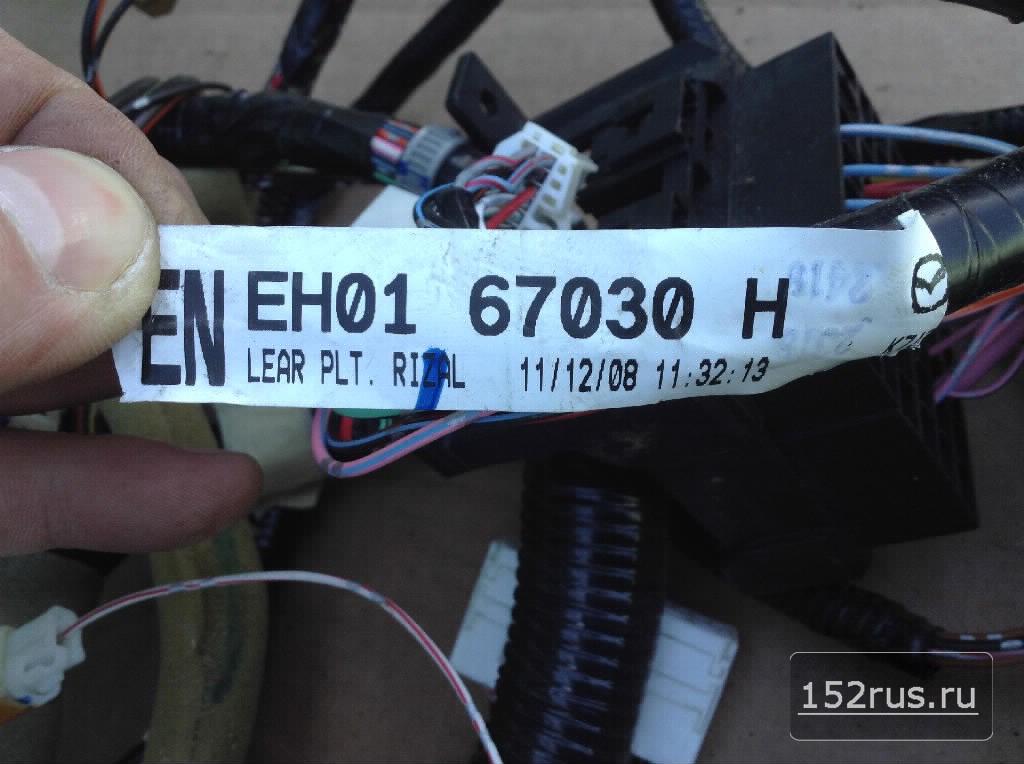 EN EH01 67030 H
LEAR PLT. RIZAL 11/12/08 11:32:13
152rus.ru